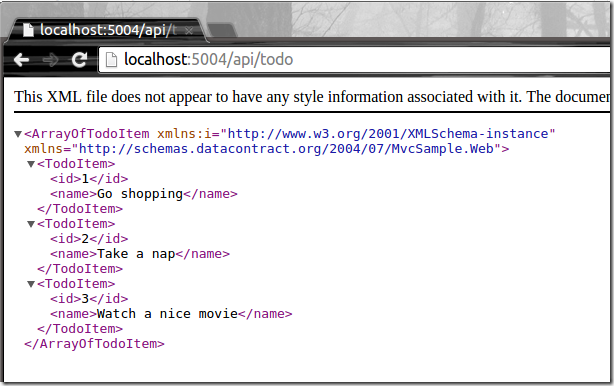 localhost:5004/api/t
localhost:5004/api/todo
This XML file does not appear to have any style information associated with it. The documen
<ArrayOfTodoItem xmlns:i="http://www.w3.org/2001/XMLSchema-instance"
xmlns="http://schemas.datacontract.org/2004/07/MvcSample.Web">
<TodoItem>
<id>1</id>
<name>Go shopping</name>
</TodoItem>
<TodoItem>
<id>2</id>
<name>Take a nap</name>
</TodoItem>
<TodoItem>
<id>3</id>
<name>Watch a nice movie</name>
</TodoItem>
</ArrayOfTodoItem>